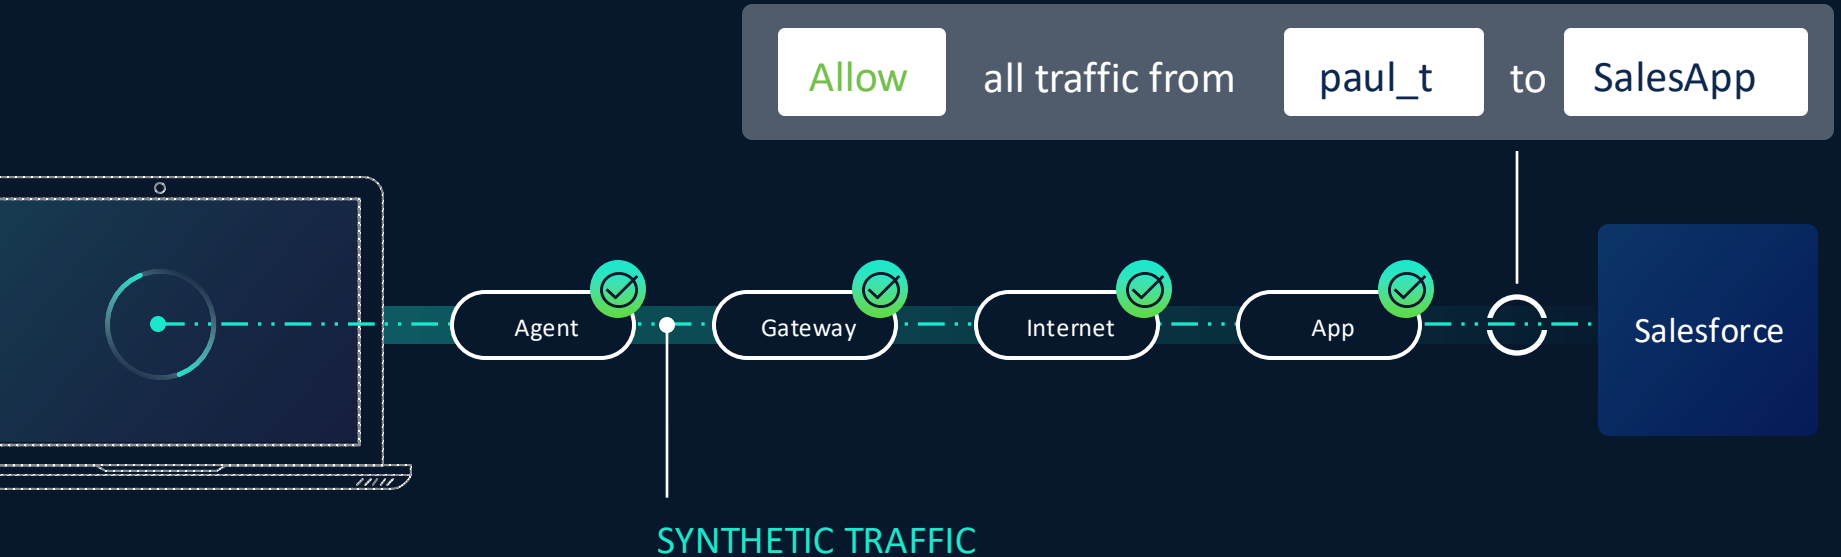 Allow all traffic from paul_t to SalesApp
Agent
Gateway
Internet
App
Salesforce
SYNTHETIC TRAFFIC